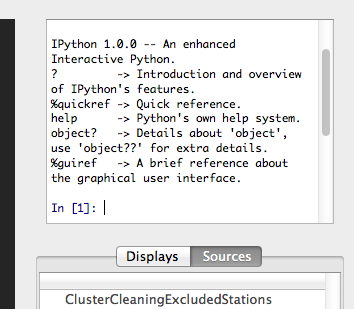 IPython 1.0.0 -- An enhanced
Interactive Python.
?         -> Introduction and overview
of IPython's features.
%quickref -> Quick reference.
help      -> Python's own help system.
object?   -> Details about 'object',
use 'object??' for extra details.
%guiref   -> A brief reference about
the graphical user interface.
In [1]:
Displays Sources
ClusterCleaningExcludedStations